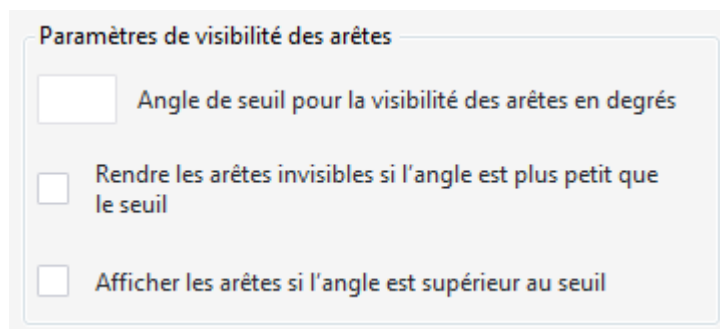 Paramètres de visibilité des arêtes
Angle de seuil pour la visibilité des arêtes en degrés
Rendre les arêtes invisibles si l’angle est plus petit que
le seuil
Afficher les arêtes si l’angle est supérieur au seuil